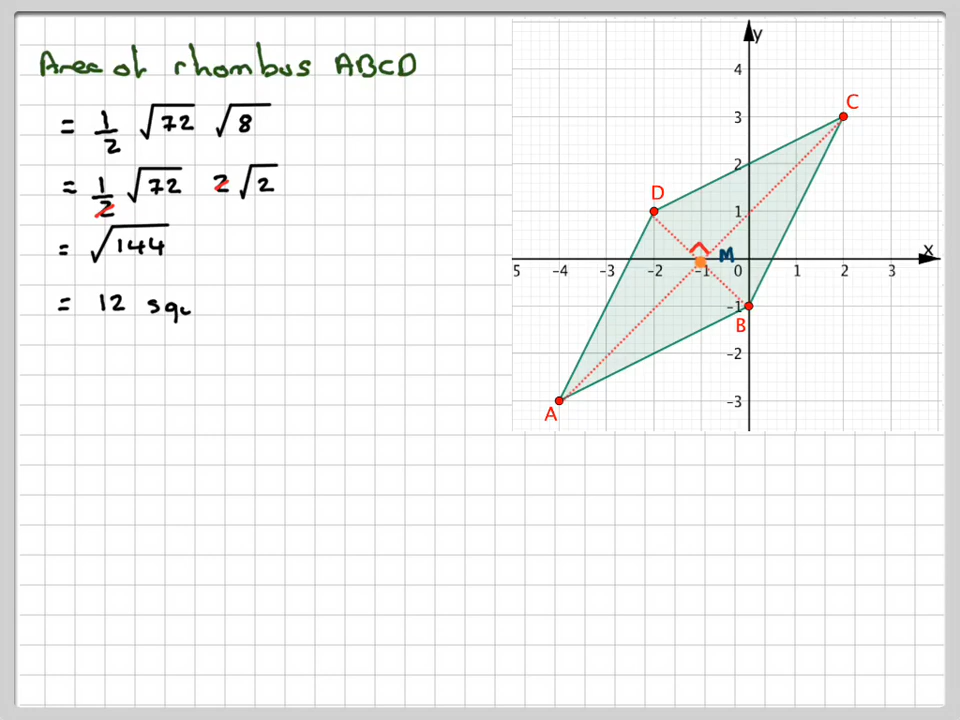 Area of rhombus ABCD
= 1/2 √72 √8
= 1/2 √72 2√2
= √144
= 12 squ
y
4
C
3
2
D
1
M
x
5 -4 -3 -2 -1 0 1 2 3
-1
B
-2
-3
A